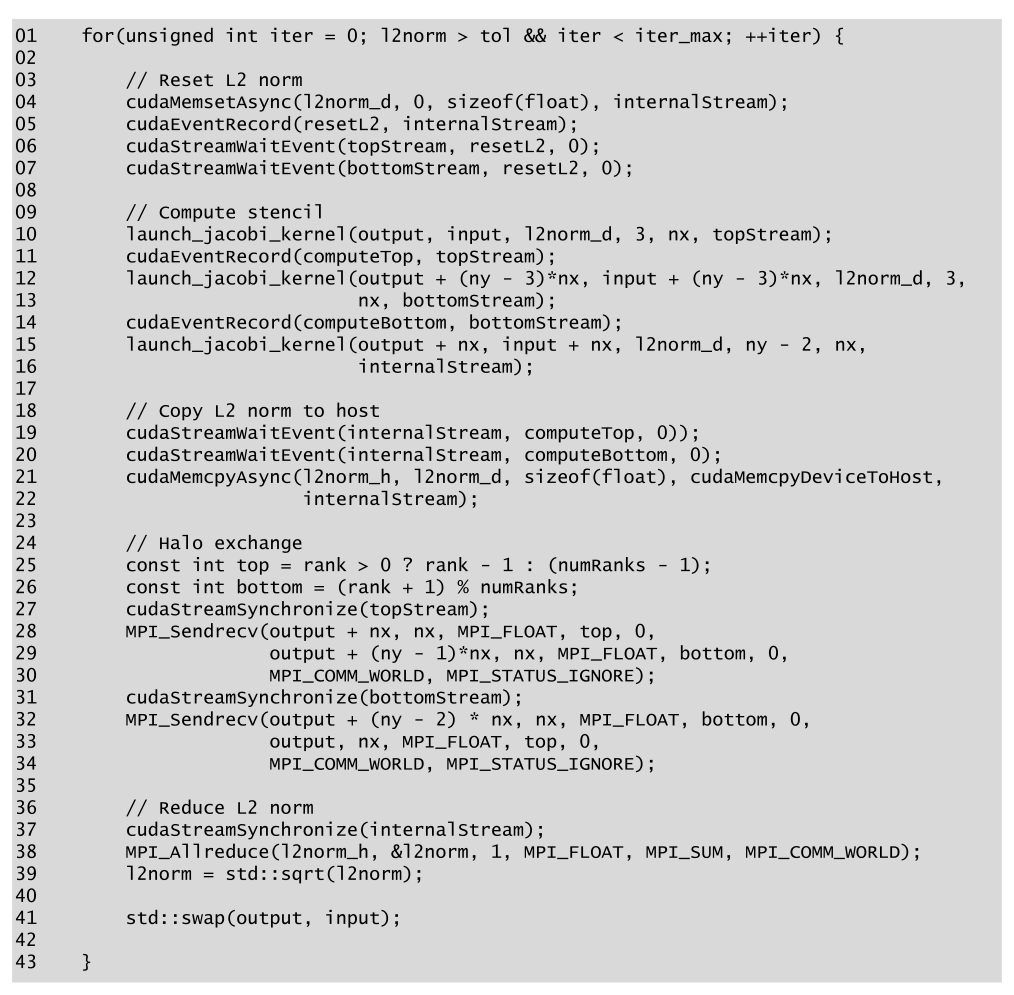 01 for(unsigned int iter = 0; l2norm > tol && iter < iter_max; ++iter) {
02
03 // Reset L2 norm
04 cudaMemsetAsync(l2norm_d, 0, sizeof(float), internalStream);
05 cudaEventRecord(resetL2, internalStream);
06 cudaStreamWaitEvent(topStream, resetL2, 0);
07 cudaStreamWaitEvent(bottomStream, resetL2, 0);
08
09 // Compute stencil
10 launch_jacobi_kernel(output, input, l2norm_d, 3, nx, topStream);
11 cudaEventRecord(computeTop, topStream);
12 launch_jacobi_kernel(output + (ny - 3)*nx, input + (ny - 3)*nx, l2norm_d, 3,
13 nx, bottomStream);
14 cudaEventRecord(computeBottom, bottomStream);
15 launch_jacobi_kernel(output + nx, input + nx, l2norm_d, ny - 2, nx,
16 internalStream);
17
18 // Copy L2 norm to host
19 cudaStreamWaitEvent(internalStream, computeTop, 0));
20 cudaStreamWaitEvent(internalStream, computeBottom, 0);
21 cudaMemcpyAsync(l2norm_h, l2norm_d, sizeof(float), cudaMemcpyDeviceToHost,
22 internalStream);
23
24 // Halo exchange
25 const int top = rank > 0 ? rank - 1 : (numRanks - 1);
26 const int bottom = (rank + 1) % numRanks;
27 cudaStreamSynchronize(topStream);
28 MPI_Sendrecv(output + nx, nx, MPI_FLOAT, top, 0,
29 output + (ny - 1)*nx, nx, MPI_FLOAT, bottom, 0,
30 MPI_COMM_WORLD, MPI_STATUS_IGNORE);
31 cudaStreamSynchronize(bottomStream);
32 MPI_Sendrecv(output + (ny - 2) * nx, nx, MPI_FLOAT, bottom, 0,
33 output, nx, MPI_FLOAT, top, 0,
34 MPI_COMM_WORLD, MPI_STATUS_IGNORE);
35
36 // Reduce L2 norm
37 cudaStreamSynchronize(internalStream);
38 MPI_Allreduce(l2norm_h, &l2norm, 1, MPI_FLOAT, MPI_SUM, MPI_COMM_WORLD);
39 l2norm = std::sqrt(l2norm);
40
41 std::swap(output, input);
42
43 }